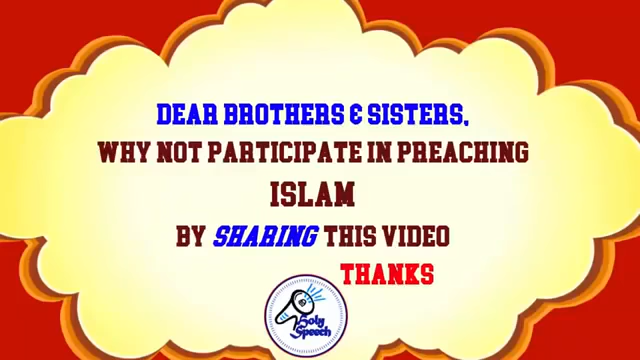 DEAR BROTHERS & SISTERS,
WHY NOT PARTICIPATE IN PREACHING
ISLAM
BY SHARING THIS VIDEO
THANKS
Holy
Speech